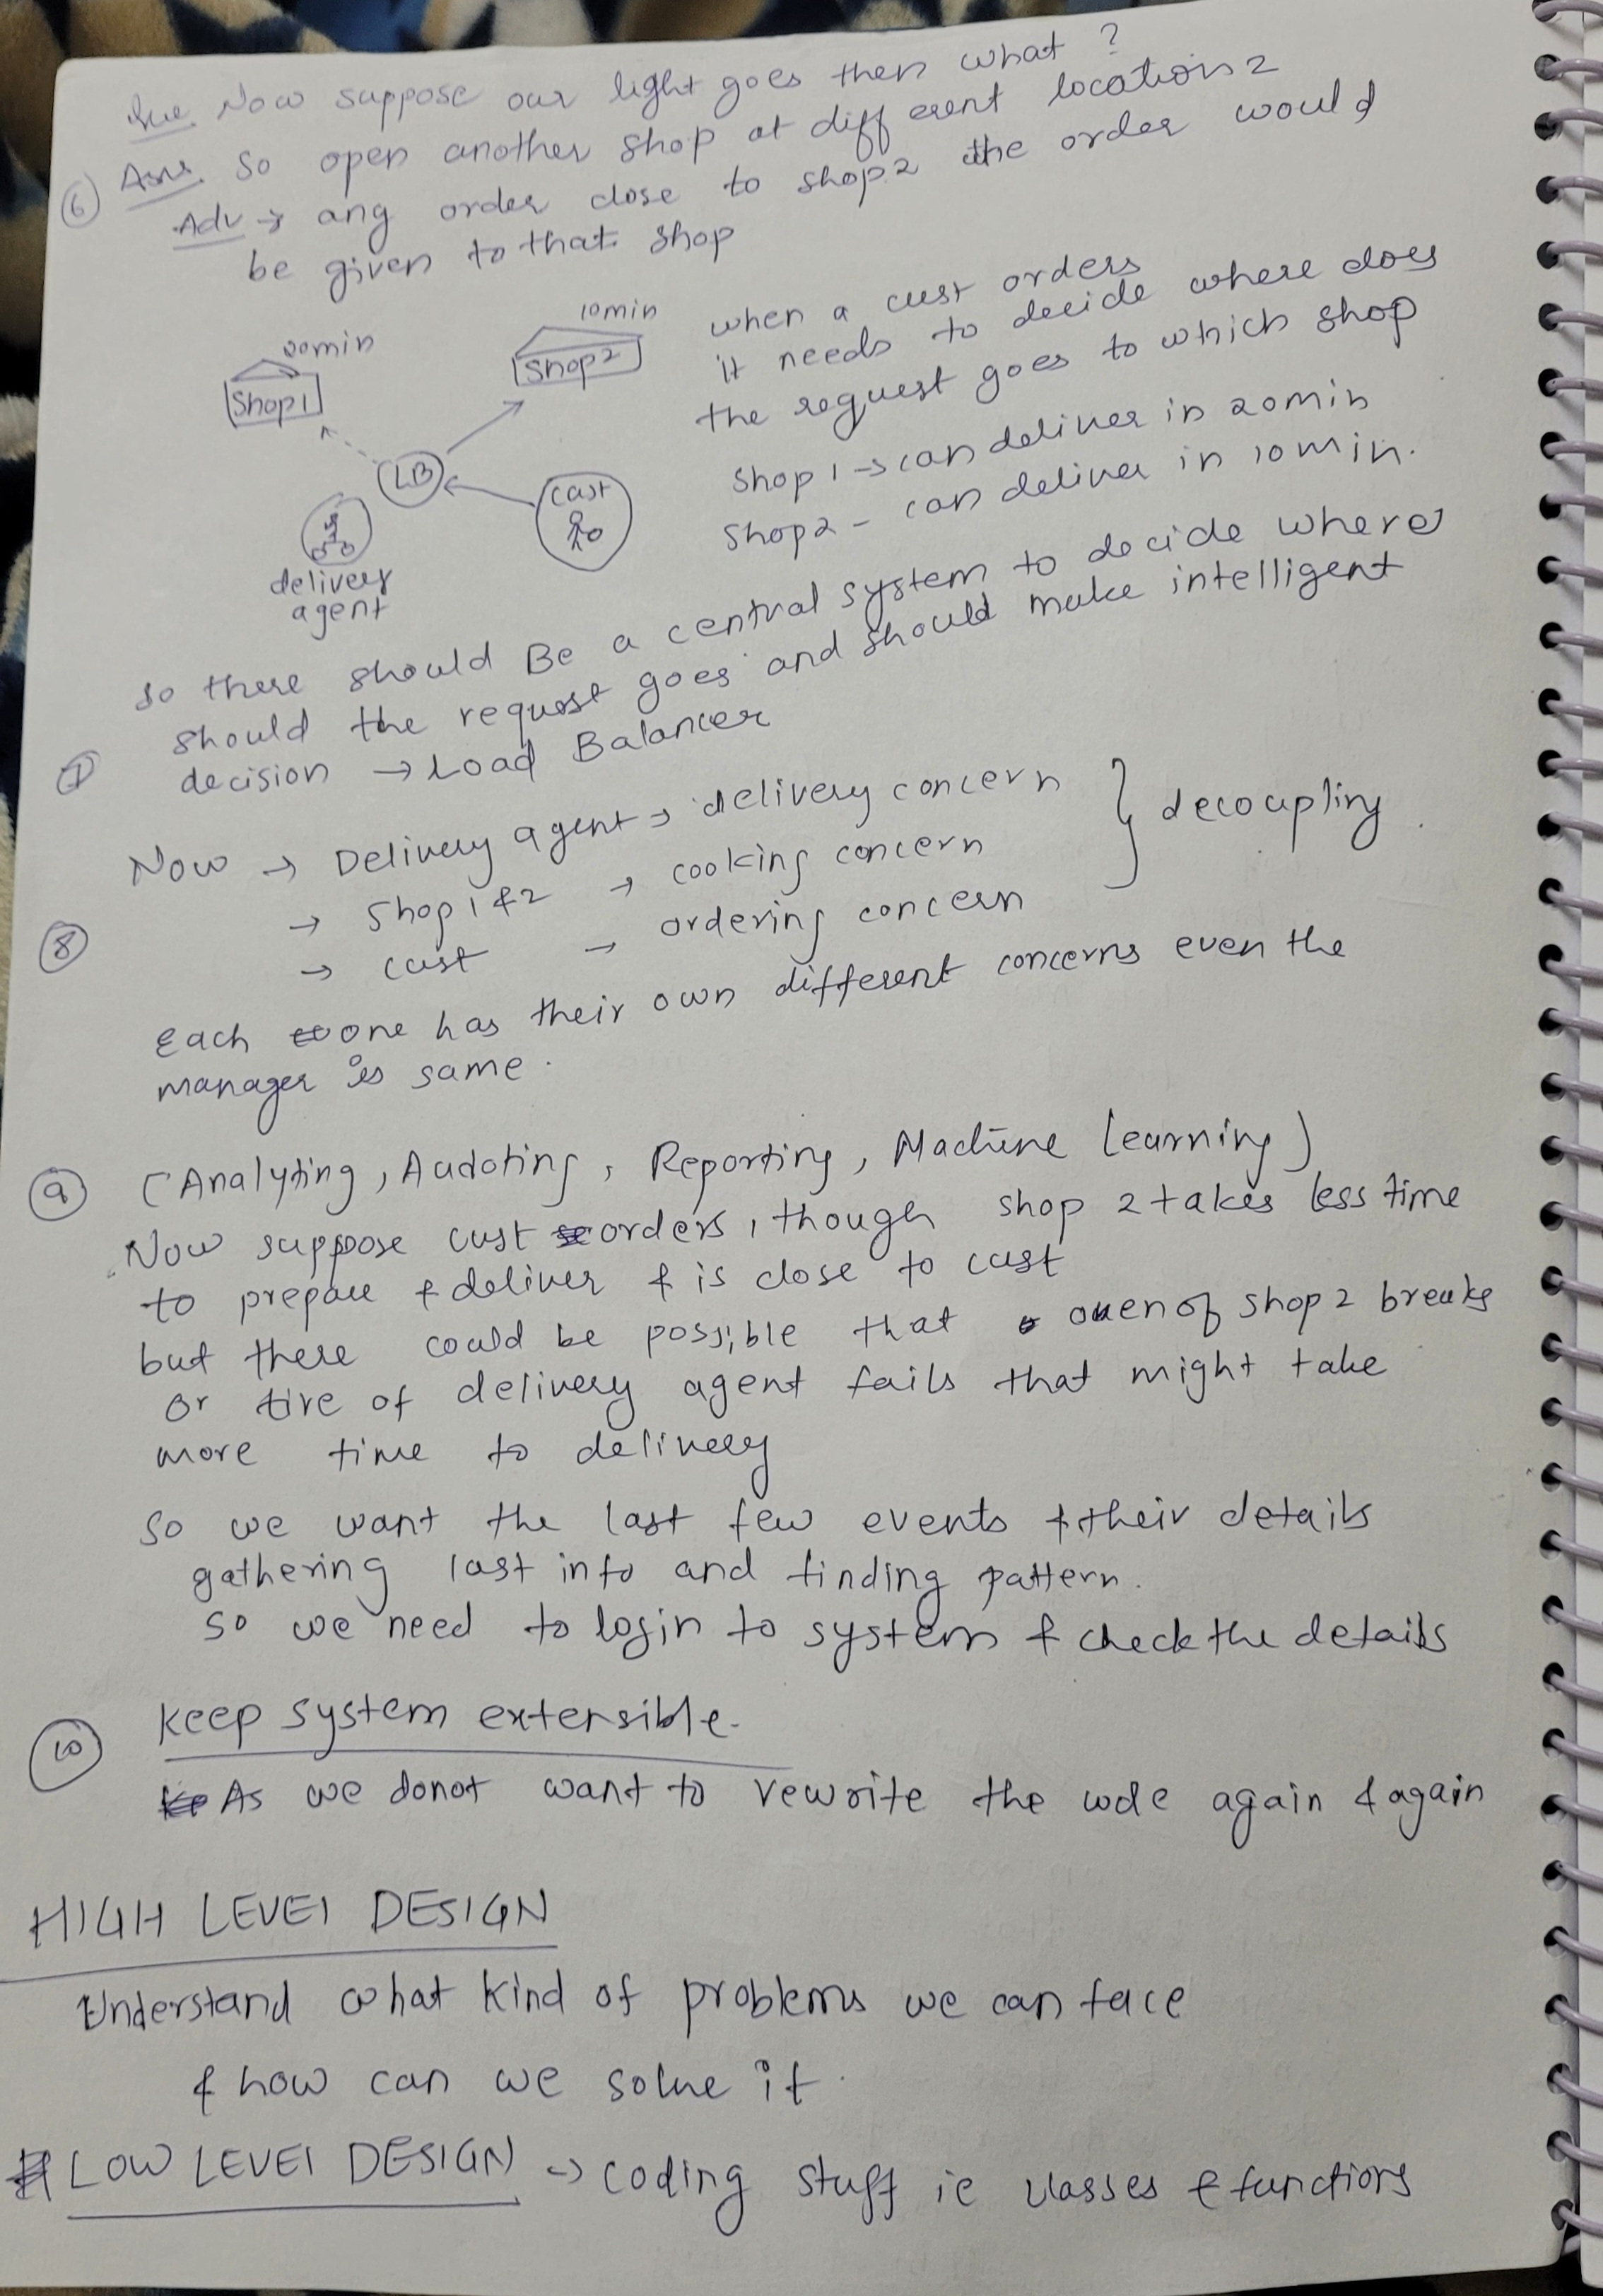 Que Now suppose our light goes then what ?
⑥ Ans. So open another shop at different location 2
Adv → any order close to shop 2 the order would
be given to that shop
20min
Shop 1
10min
Shop 2
LB
cust
delivery
agent
when a cust orders
it needs to decide where does
the request goes to which shop
Shop 1 → can deliver in 20min
Shop 2 - can deliver in 10 min.
so there should Be a central system to decide where
should the request goes and should make intelligent
⑦ decision → Load Balancer
Now → Delivery agent → delivery concern
→ Shop 1 & 2 → cooking concern
⑧ → cust → ordering concern
} decoupling
Each one has their own different concerns even the
manager is same.
⑨ (Analyting, Audoting, Reporting, Machine Learning)
Now suppose cust orders, though shop 2 takes less time
to prepare & deliver & is close to cust
but there could be possible that oven of shop 2 breaks
or tire of delivery agent fails that might take
more time to delivery
So we want the last few events & their details
gathering last info and finding pattern.
So we need to login to system & check the details
⑩ Keep system extensible.
As we donot want to rewrite the code again & again
HIGH LEVEL DESIGN
Understand what kind of problems we can face
& how can we solve it.
LOW LEVEL DESIGN → coding stuff ie classes & functions